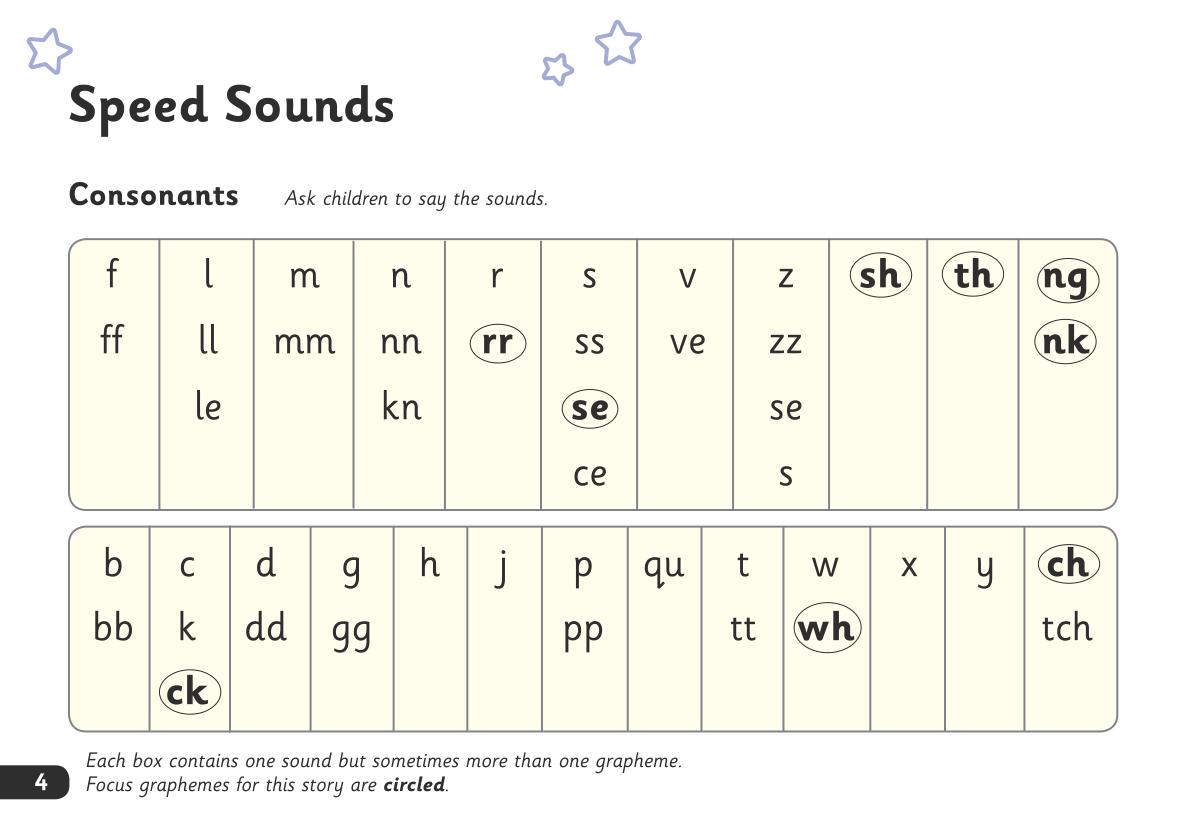 Speed Sounds
Consonants Ask children to say the sounds.
f l m n r s v z sh th ng
ff ll mm nn rr ss ve zz nk
le kn se se
ce s
b c d g h j p qu t w x y ch
bb k dd gg pp tt wh tch
ck
Each box contains one sound but sometimes more than one grapheme.
Focus graphemes for this story are circled.
4